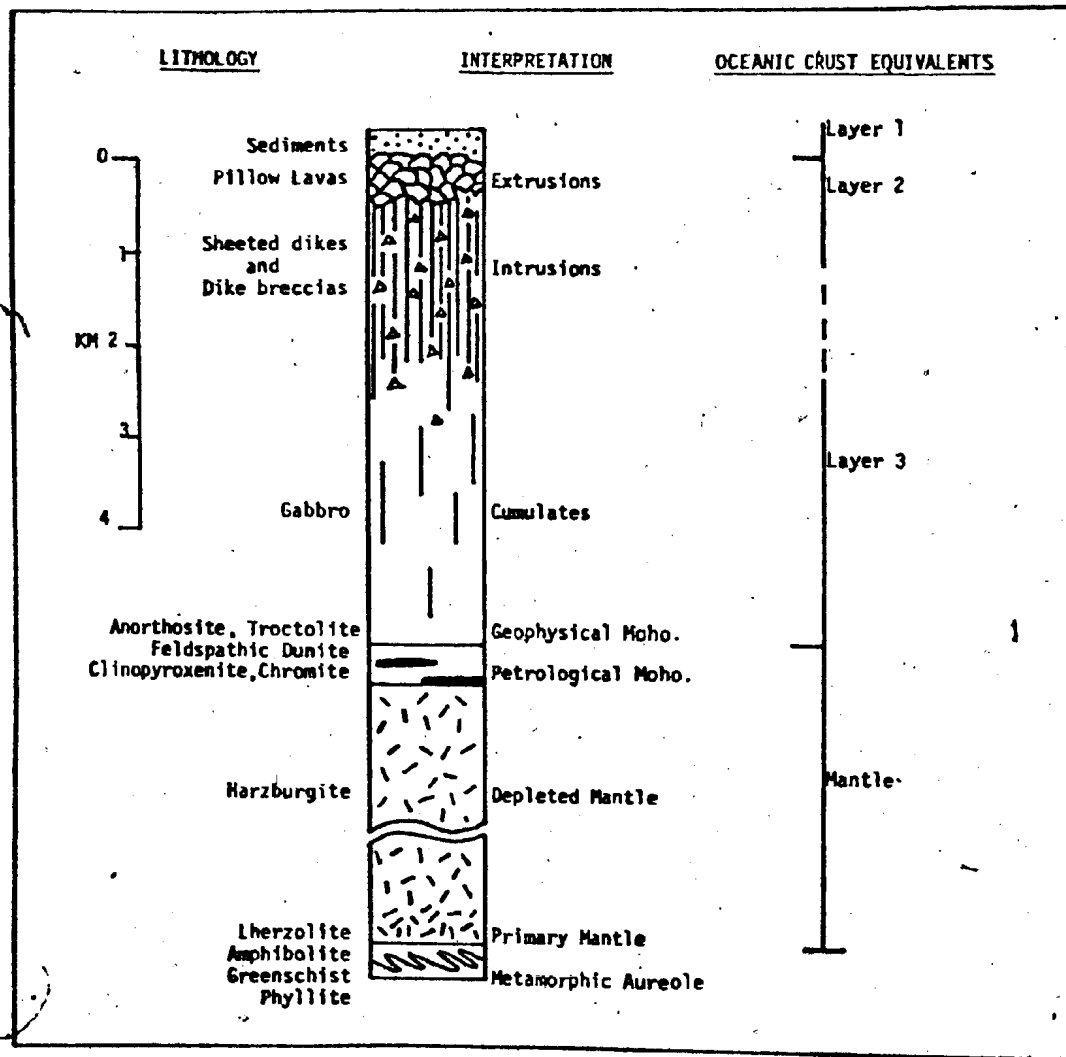 LITHOLOGY
INTERPRETATION
OCEANIC CRUST EQUIVALENTS
Sediments
Pillow Lavas
Sheeted dikes
and
Dike breccias
Gabbro
Anorthosite, Troctolite
Feldspathic Dunite
Clinopyroxenite,Chromite
Harzburgite
Lherzolite
Amphibolite
Greenschist
Phyllite
0
1
KM 2
3
4
Extrusions
Intrusions
Cumulates
Geophysical Moho.
Petrological Moho.
Depleted Mantle
Primary Mantle
Metamorphic Aureole
Layer 1
Layer 2
Layer 3
Mantle